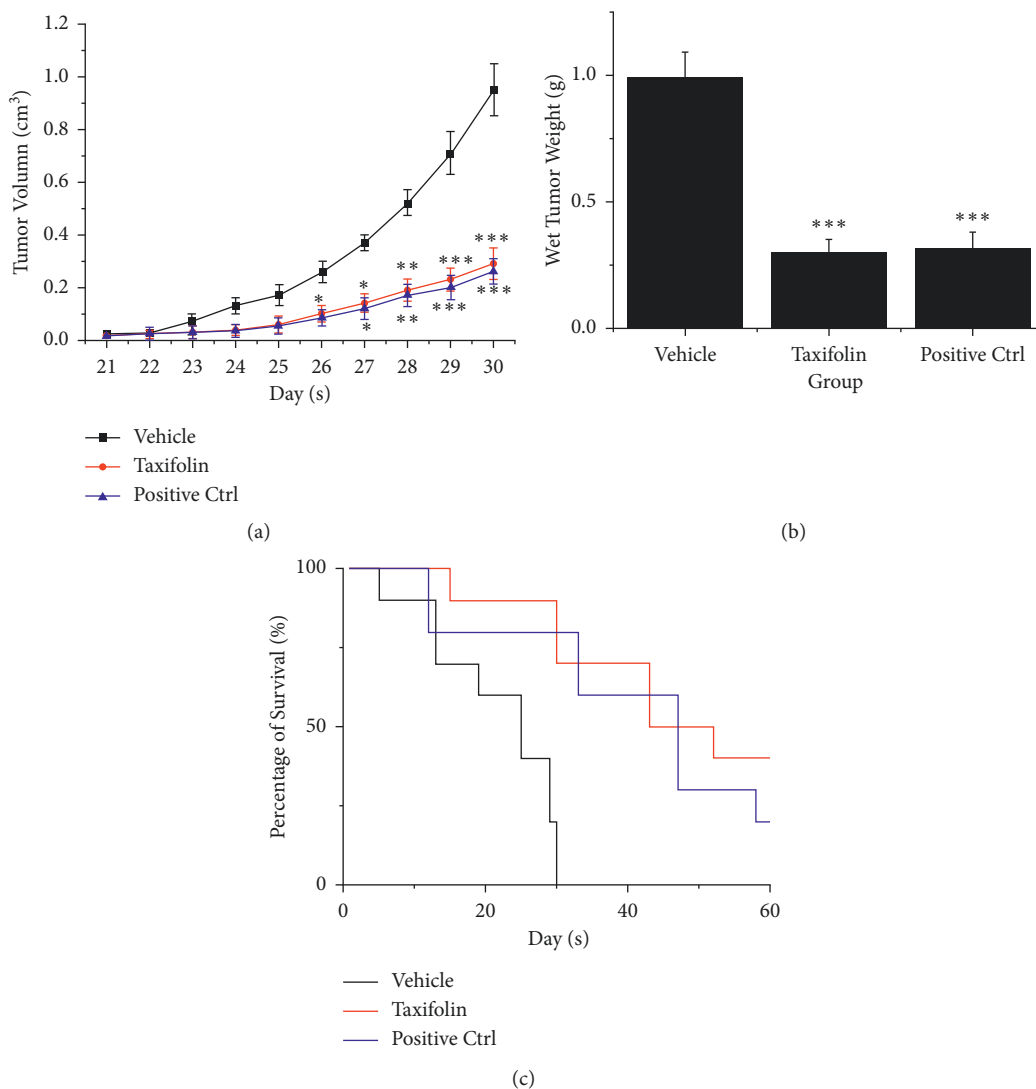 1.2
1.0
0.8
0.6
0.4
0.2
0.0
Tumor Volumn (cm³)
***
**
***
*
*
*
**
***
***
21 22 23 24 25 26 27 28 29 30
Day (s)
Vehicle
Taxifolin
Positive Ctrl
(a)
1.0
0.5
0.0
Wet Tumor Weight (g)
***
***
Vehicle Taxifolin Positive Ctrl
Group
(b)
100
50
0
Percentage of Survival (%)
0 20 40 60
Day (s)
Vehicle
Taxifolin
Positive Ctrl
(c)